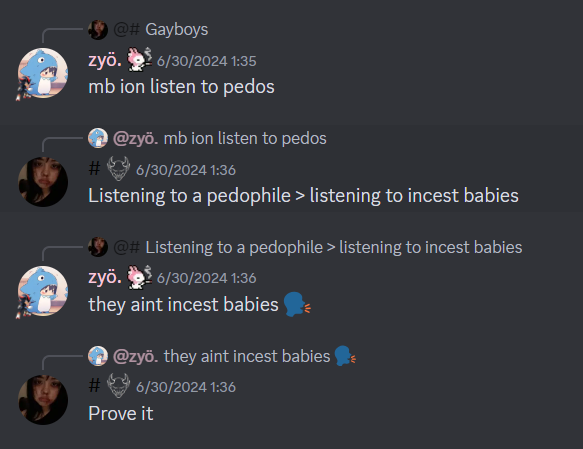 @# Gayboys
zyö. 6/30/2024 1:35
mb ion listen to pedos
@zyö. mb ion listen to pedos
# 6/30/2024 1:36
Listening to a pedophile > listening to incest babies
@# Listening to a pedophile > listening to incest babies
zyö. 6/30/2024 1:36
they aint incest babies 🗣
@zyö. they aint incest babies 🗣
# 6/30/2024 1:36
Prove it